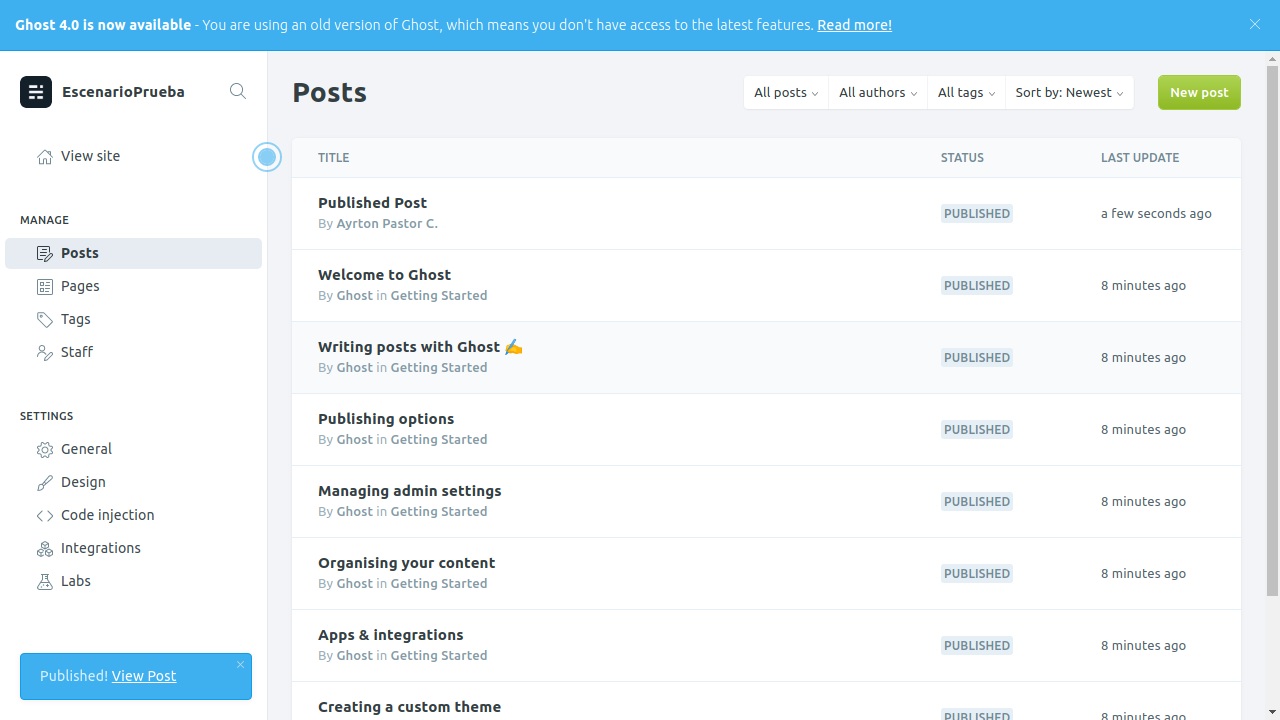 Ghost 4.0 is now available - You are using an old version of Ghost, which means you don't have access to the latest features. Read more!
EscenarioPrueba
View site
MANAGE
Posts
Pages
Tags
Staff
SETTINGS
General
Design
Code injection
Integrations
Labs
Published! View Post
Posts
All posts All authors All tags Sort by: Newest New post
TITLE STATUS LAST UPDATE
Published Post
By Ayrton Pastor C.
PUBLISHED a few seconds ago
Welcome to Ghost
By Ghost in Getting Started
PUBLISHED 8 minutes ago
Writing posts with Ghost ✍️
By Ghost in Getting Started
PUBLISHED 8 minutes ago
Publishing options
By Ghost in Getting Started
PUBLISHED 8 minutes ago
Managing admin settings
By Ghost in Getting Started
PUBLISHED 8 minutes ago
Organising your content
By Ghost in Getting Started
PUBLISHED 8 minutes ago
Apps & integrations
By Ghost in Getting Started
PUBLISHED 8 minutes ago
Creating a custom theme
PUBLISHED 8 minutes ago